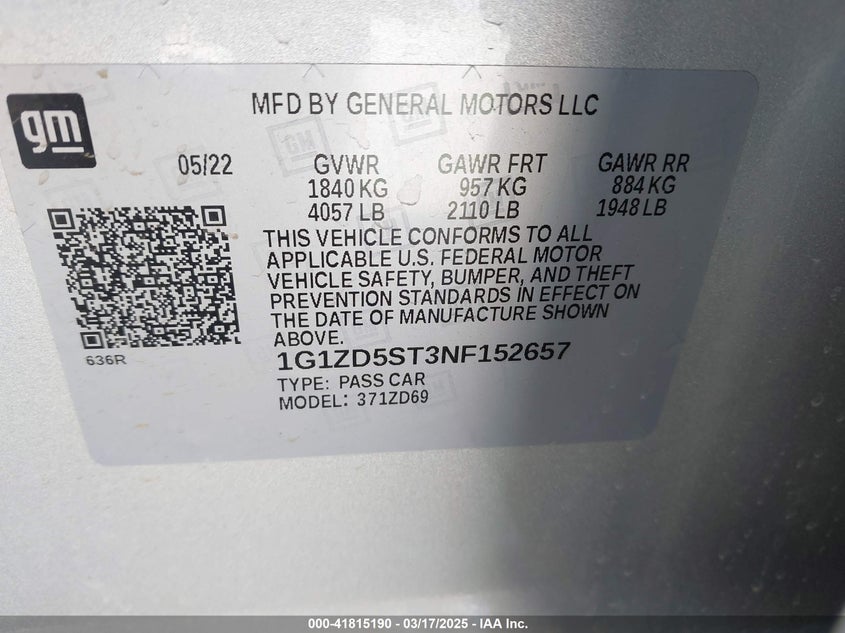 gm
MFD BY GENERAL MOTORS LLC
05/22 GVWR GAWR FRT GAWR RR
1840 KG 957 KG 884 KG
4057 LB 2110 LB 1948 LB
THIS VEHICLE CONFORMS TO ALL
APPLICABLE U.S. FEDERAL MOTOR
VEHICLE SAFETY, BUMPER, AND THEFT
PREVENTION STANDARDS IN EFFECT ON
THE DATE OF MANUFACTURE SHOWN
ABOVE.
636R
1G1ZD5ST3NF152657
TYPE: PASS CAR
MODEL: 371ZD69
000-41815190 - 03/17/2025 - IAA Inc.